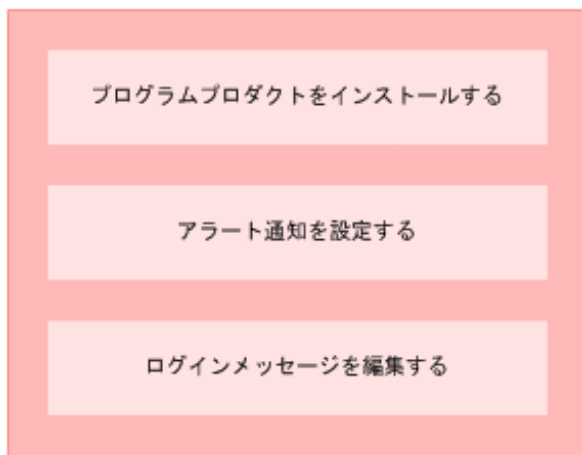 プログラムプロダクトをインストールする
アラート通知を設定する
ログインメッセージを編集する